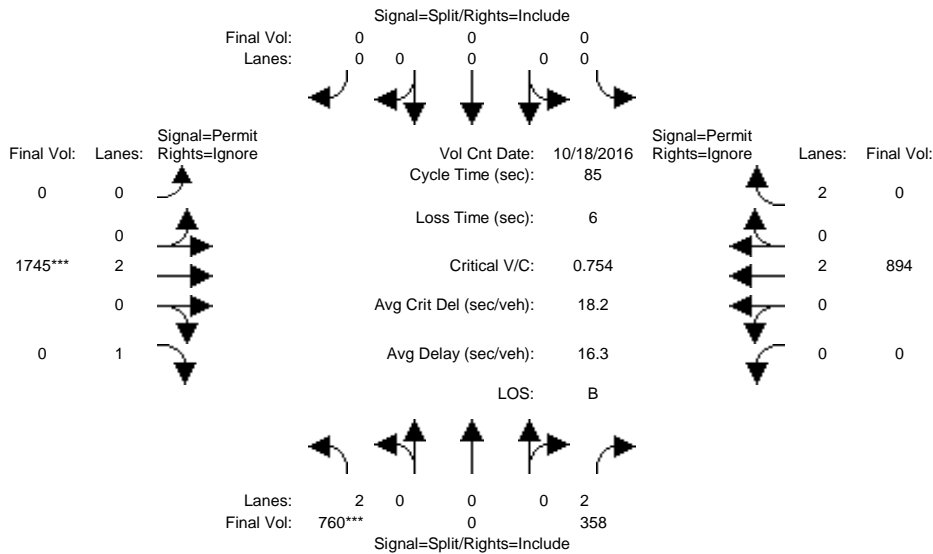 Signal=Split/Rights=Include
Final Vol: 0 0 0
Lanes: 0 0 0 0 0
Signal=Permit Signal=Permit
Final Vol: Lanes: Rights=Ignore Vol Cnt Date: 10/18/2016 Rights=Ignore Lanes: Final Vol:
Cycle Time (sec): 85
0 0 2 0
Loss Time (sec): 6
0 0
1745*** 2 Critical V/C: 0.754 2 894
0 Avg Crit Del (sec/veh): 18.2 0
0 1 Avg Delay (sec/veh): 16.3 0 0
LOS: B
Lanes: 2 0 0 0 2
Final Vol: 760*** 0 358
Signal=Split/Rights=Include